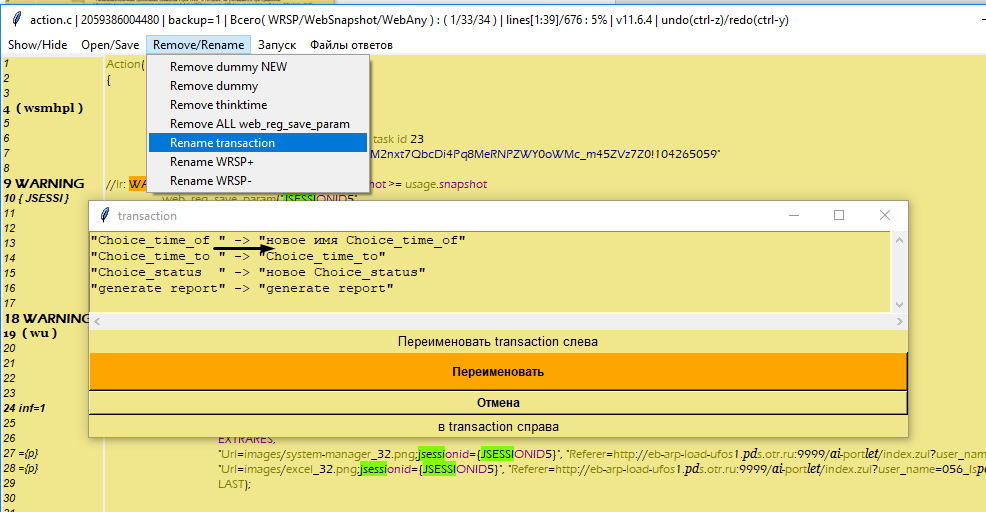 action.c | 2059386004480 | backup=1 | Всего( WRSP/WebSnapshot/WebAny ) : ( 1/33/34 ) | lines[1:39]/676 : 5% | v11.6.4 | undo(ctrl-z)/redo(ctrl-y)
Show/Hide Open/Save Remove/Rename Запуск Файлы ответов
1 Action(
Remove dummy NEW
2 {
Remove dummy
3
Remove thinktime
4 ( wsmhpl )
5
Remove ALL web_reg_save_param
6 task id 23
Rename transaction
7 M2nxt7QbcDi4Pq8MeRNPZWY0oWMc_m45ZVz7Z0!104265059"
Rename WRSP+
8
9 WARNING //lr: WA shot >= usage.snapshot
Rename WRSP-
10 { JSESSI } web_reg_save_param("JSESSIONID5"
11
transaction
12
13
"Choice_time_of " -> "новое имя Choice_time_of"
14
"Choice_time_to " -> "Choice_time_to"
15
"Choice_status " -> "новое Choice_status"
16
"generate report" -> "generate report"
17
18 WARNING
19 ( wu )
20
Переименовать transaction слева
21
22
Переименовать
23
24 inf=1
Отмена
25
в transaction справа
26 EXTRARES,
27 ={p} "Url=images/system-manager_32.png;jsessionid={JSESSIONID5}", "Referer=http://eb-arp-load-ufos1.pds.otr.ru:9999/ai-portlet/index.zul?user_nam
28 ={p} "Url=images/excel_32.png;jsessionid={JSESSIONID5}", "Referer=http://eb-arp-load-ufos1.pds.otr.ru:9999/ai-portlet/index.zul?user_name=056_lsp
29 LAST);
30